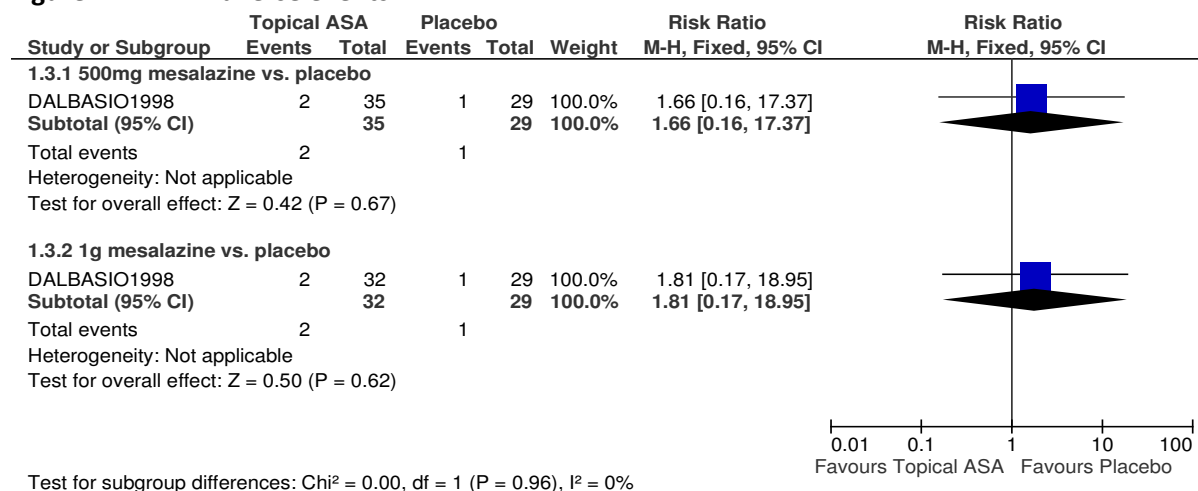 Topical ASA Placebo Risk Ratio Risk Ratio
Study or Subgroup Events Total Events Total Weight M-H, Fixed, 95% CI M-H, Fixed, 95% CI
1.3.1 500mg mesalazine vs. placebo
DALBASIO1998 2 35 1 29 100.0% 1.66 [0.16, 17.37]
Subtotal (95% CI) 35 29 100.0% 1.66 [0.16, 17.37]
Total events 2 1
Heterogeneity: Not applicable
Test for overall effect: Z = 0.42 (P = 0.67)
1.3.2 1g mesalazine vs. placebo
DALBASIO1998 2 32 1 29 100.0% 1.81 [0.17, 18.95]
Subtotal (95% CI) 32 29 100.0% 1.81 [0.17, 18.95]
Total events 2 1
Heterogeneity: Not applicable
Test for overall effect: Z = 0.50 (P = 0.62)
0.01 0.1 1 10 100
Favours Topical ASA Favours Placebo
Test for subgroup differences: Chi² = 0.00, df = 1 (P = 0.96), I² = 0%